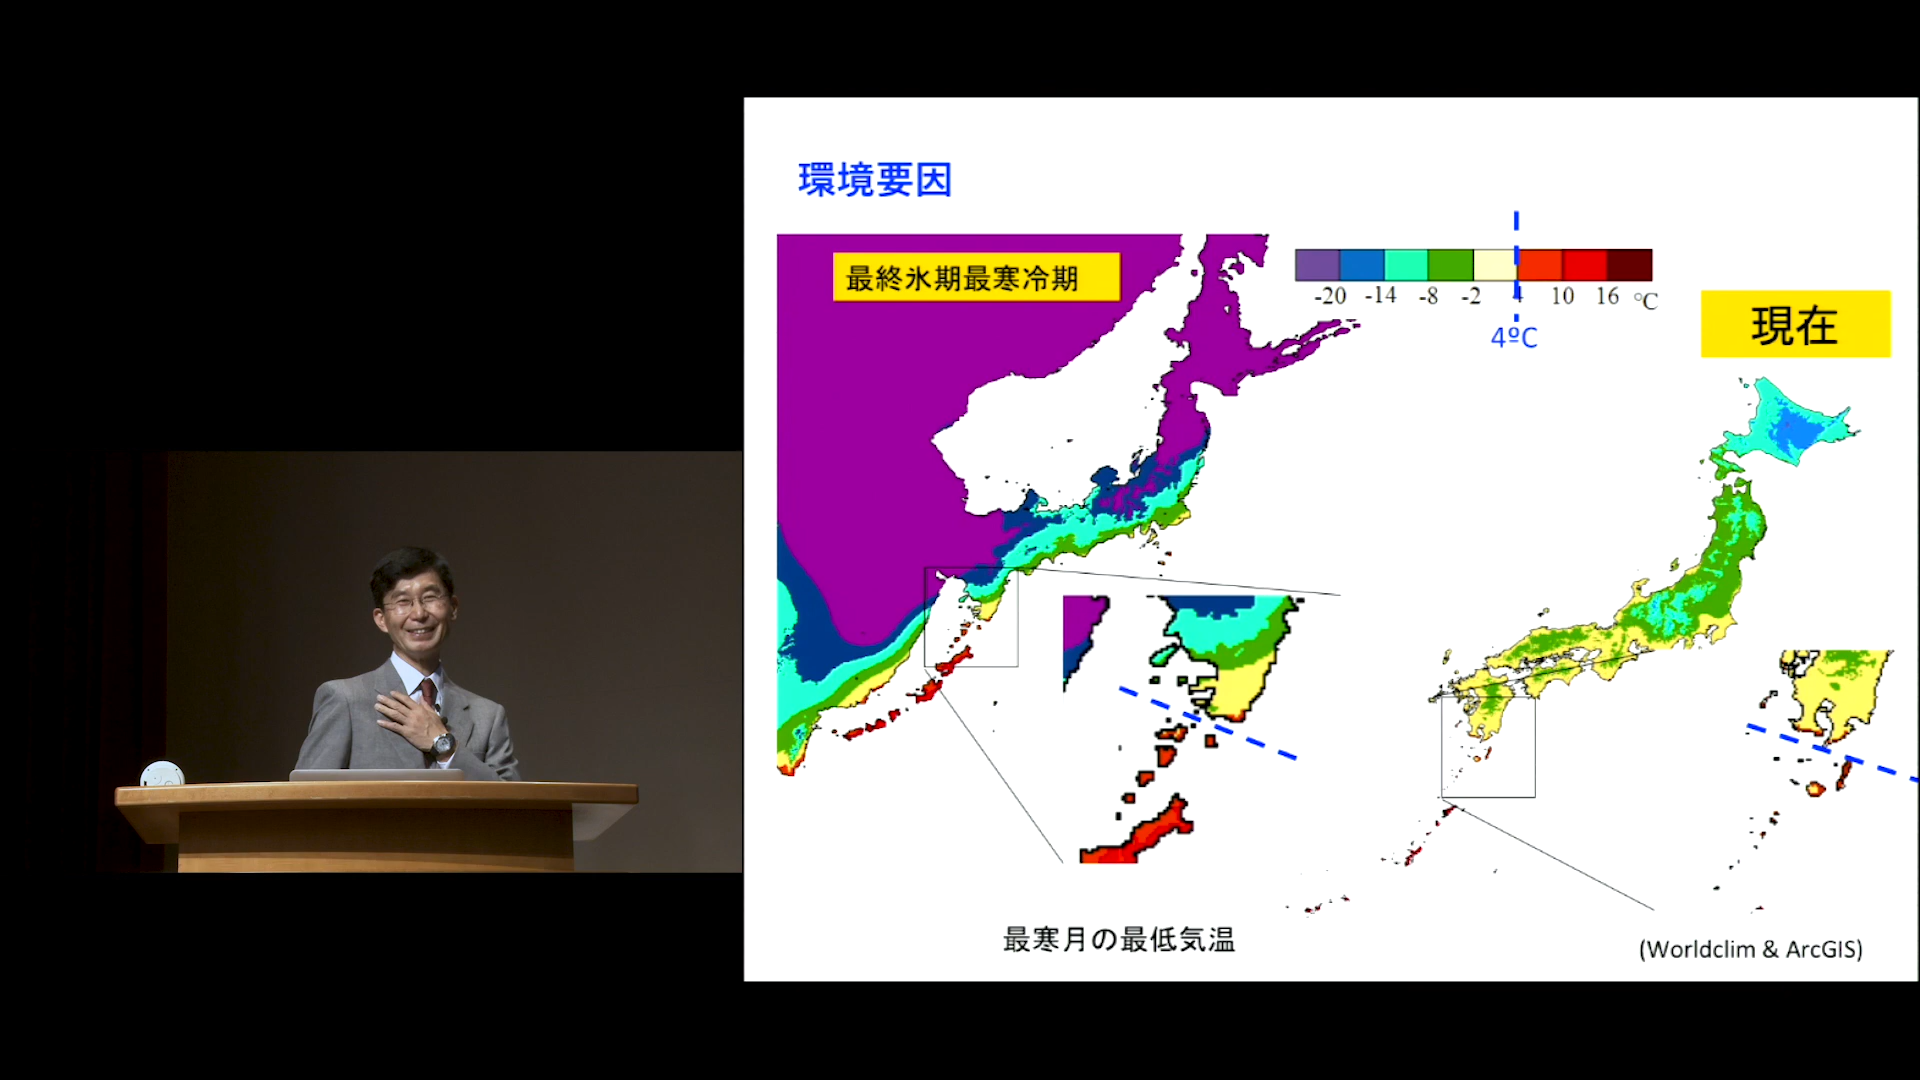 環境要因
最終氷期最寒冷期
-20 -14 -8 -2 4 10 16 ℃
4ºC
現在
最寒月の最低気温
(Worldclim & ArcGIS)